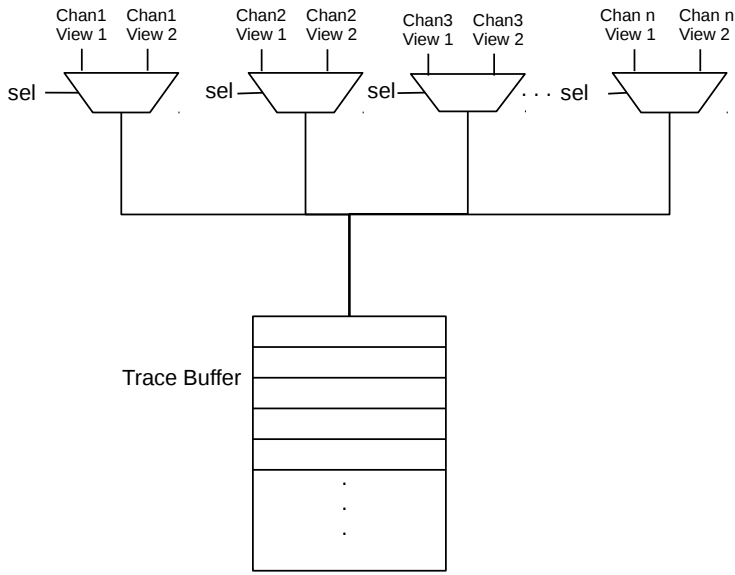 Chan1 Chan1 Chan2 Chan2 Chan3 Chan3 Chan n Chan n
View 1 View 2 View 1 View 2 View 1 View 2 View 1 View 2
sel sel sel . . . sel
Trace Buffer
.
.
.